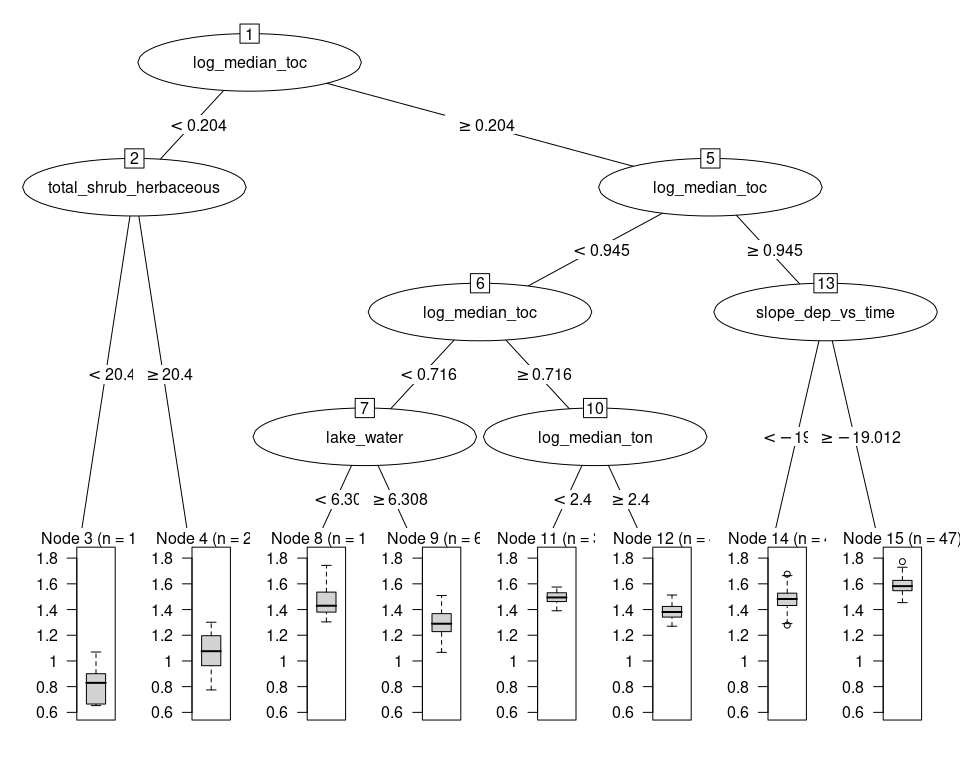 1
log_median_toc
< 0.204
≥ 0.204
2
total_shrub_herbaceous
5
log_median_toc
< 0.945
≥ 0.945
6
log_median_toc
13
slope_dep_vs_time
< 20.4
≥ 20.4
< 0.716
≥ 0.716
7
lake_water
10
log_median_ton
< −19
≥ −19.012
< 6.30
≥ 6.308
< 2.4
≥ 2.4
Node 3 (n = 1
Node 4 (n = 2
Node 8 (n = 1
Node 9 (n = 6
Node 11 (n =
Node 12 (n =
Node 14 (n =
Node 15 (n = 47)
1.8 1.8 1.8 1.8 1.8 1.8 1.8 1.8
1.6 1.6 1.6 1.6 1.6 1.6 1.6 1.6
1.4 1.4 1.4 1.4 1.4 1.4 1.4 1.4
1.2 1.2 1.2 1.2 1.2 1.2 1.2 1.2
1 1 1 1 1 1 1 1
0.8 0.8 0.8 0.8 0.8 0.8 0.8 0.8
0.6 0.6 0.6 0.6 0.6 0.6 0.6 0.6